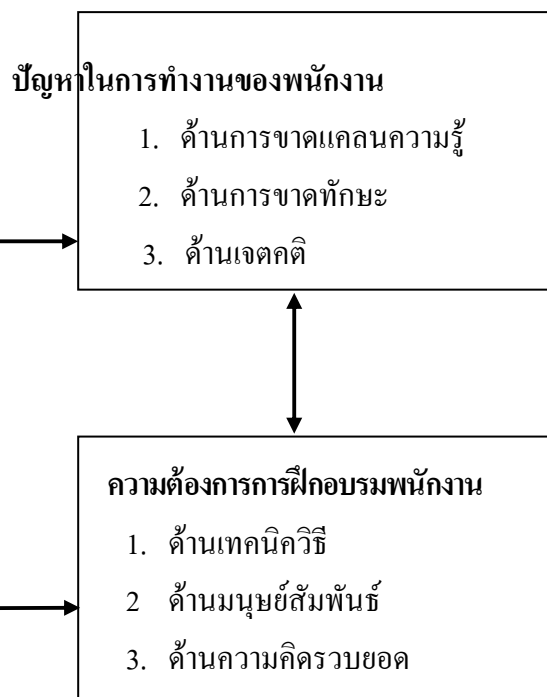 ปัญหาในการทำงานของพนักงาน
1. ด้านการขาดแคลนความรู้
2. ด้านการขาดทักษะ
3. ด้านเจตคติ
ความต้องการการฝึกอบรมพนักงาน
1. ด้านเทคนิควิธี
2 ด้านมนุษย์สัมพันธ์
3. ด้านความคิดรวบยอด